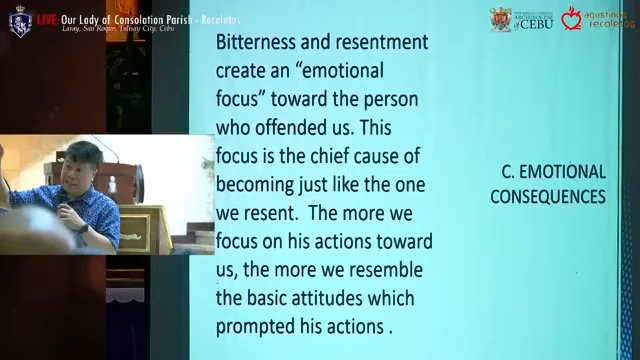 LIVE: Our Lady of Consolation Parish - Recoletos
Laray, San Roque, Talisay City, Cebu
ARCHDIOCESE
of CEBU
agustinos
recoletos
Bitterness and resentment
create an “emotional
focus” toward the person
who offended us. This
focus is the chief cause of
becoming just like the one
we resent. The more we
focus on his actions toward
us, the more we resemble
the basic attitudes which
prompted his actions .
C. EMOTIONAL
CONSEQUENCES